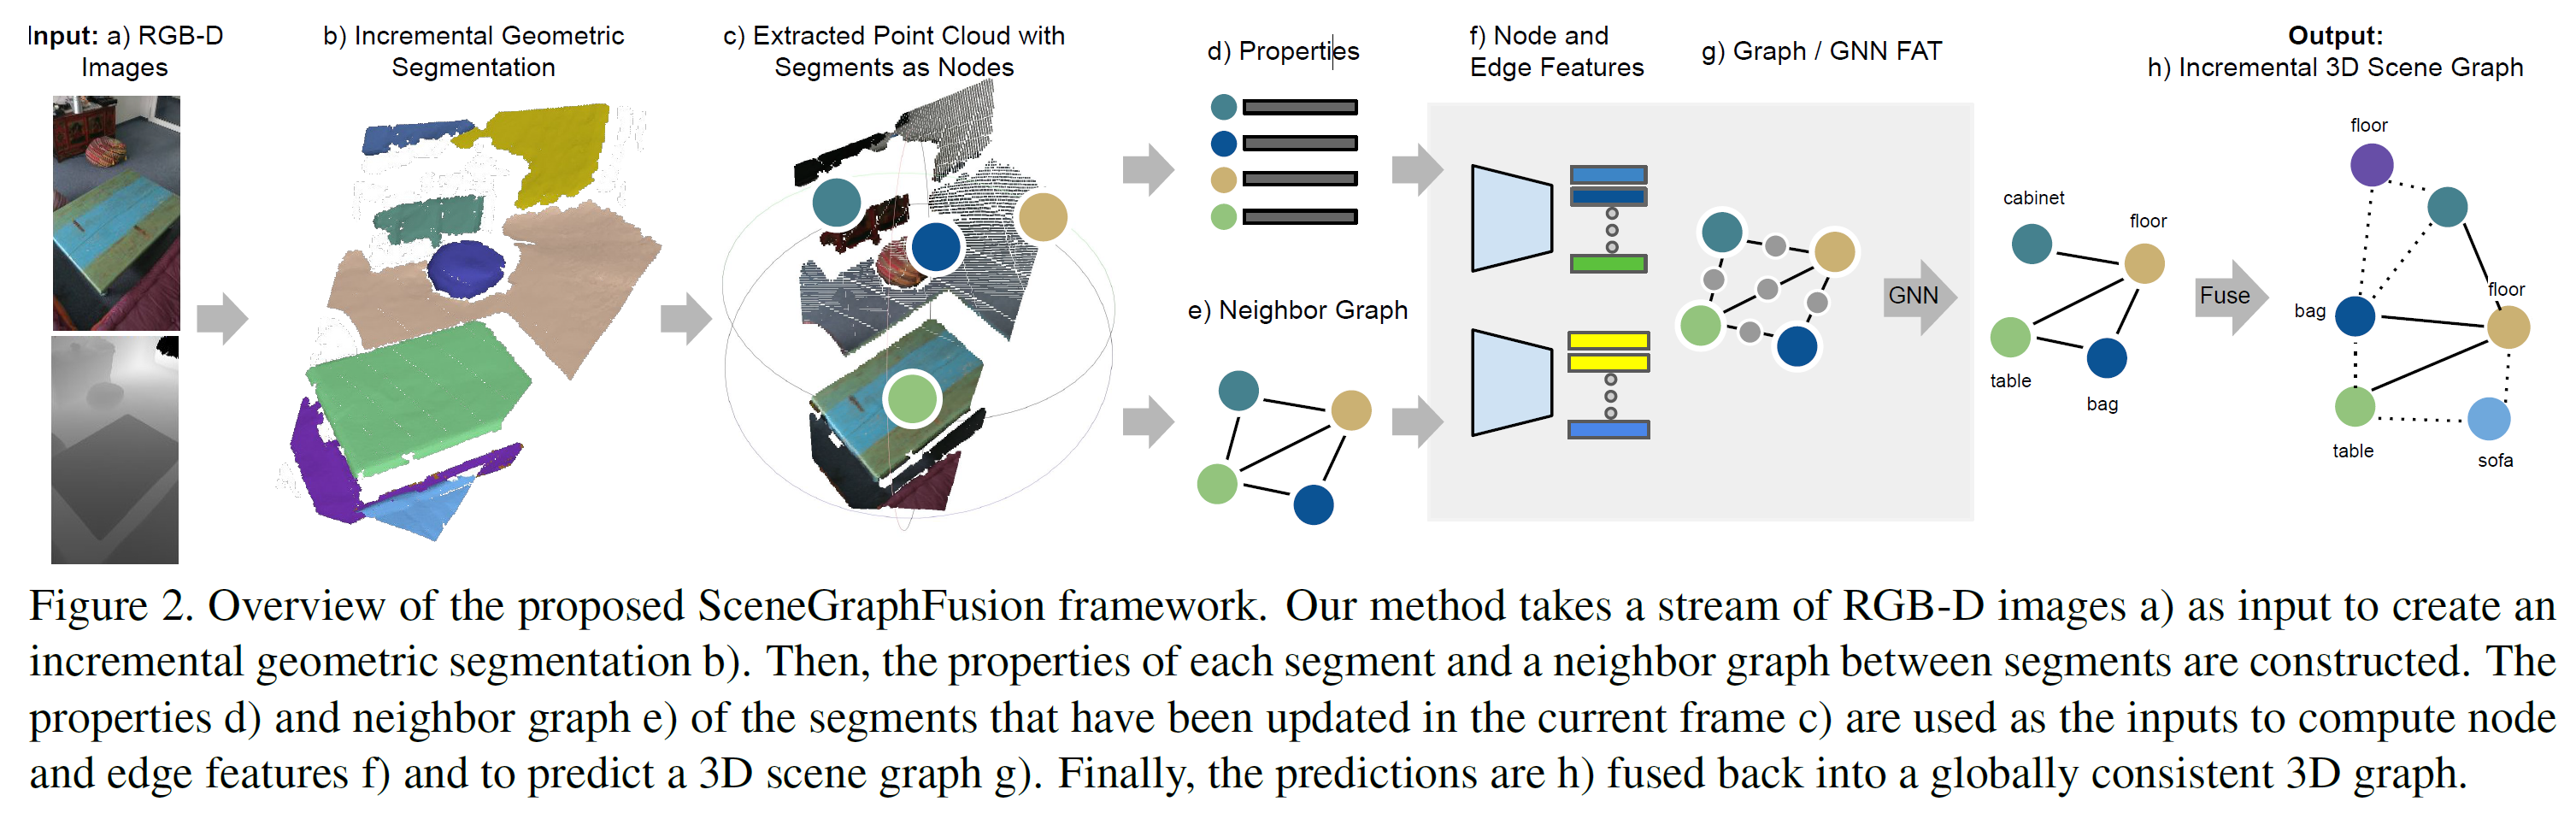 Input: a) RGB-D
Images
b) Incremental Geometric
Segmentation
c) Extracted Point Cloud with
Segments as Nodes
d) Properties
e) Neighbor Graph
f) Node and
Edge Features
g) Graph / GNN FAT
GNN
cabinet
floor
table
bag
Fuse
Output:
h) Incremental 3D Scene Graph
floor
floor
bag
table
sofa
Figure 2. Overview of the proposed SceneGraphFusion framework. Our method takes a stream of RGB-D images a) as input to create an
incremental geometric segmentation b). Then, the properties of each segment and a neighbor graph between segments are constructed. The
properties d) and neighbor graph e) of the segments that have been updated in the current frame c) are used as the inputs to compute node
and edge features f) and to predict a 3D scene graph g). Finally, the predictions are h) fused back into a globally consistent 3D graph.